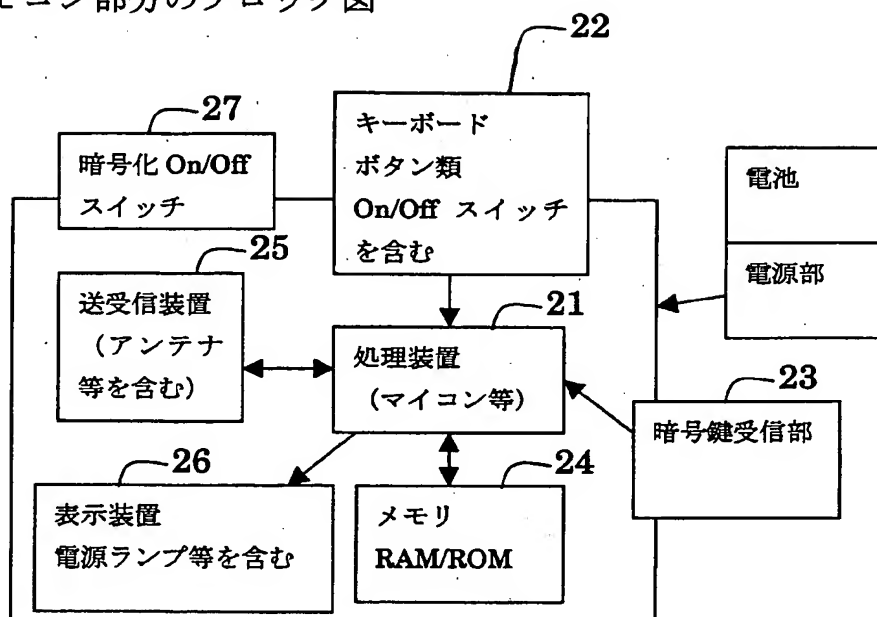 モコン部分のブロック図
22
27
キーボード
ボタン類
On/Off スイッチ
を含む
暗号化 On/Off
スイッチ
電池
電源部
25
送受信装置
(アンテナ
等を含む)
21
処理装置
(マイコン等)
23
暗号鍵受信部
26
表示装置
電源ランプ等を含む
24
メモリ
RAM/ROM